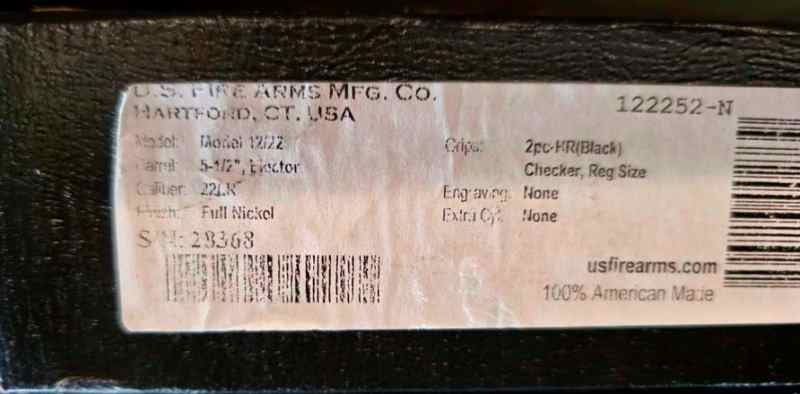 U.S. FIRE ARMS MFG. CO.
HARTFORD, CT. USA
122252-N
Model: Model 12/22
Barrel: 5-1/2", Ejector
Caliber: 22LR
Finish: Full Nickel
S/N: 28368
Grips: 2pc-HR(Black)
Checker, Reg Size
Engraving: None
Extra Cyl: None
usfirearms.com
100% American Made